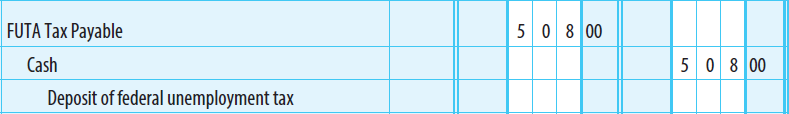 FUTA Tax Payable 5 0 8 00
Cash 5 0 8 00
Deposit of federal unemployment tax